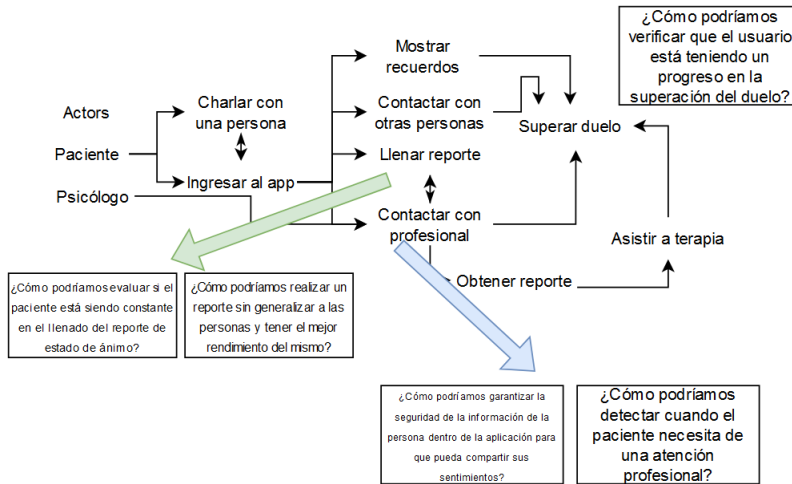 ¿Cómo podríamos
verificar que el usuario
está teniendo un
progreso en la
superación del duelo?
Mostrar
recuerdos
Actors
Charlar con
una persona
Contactar con
otras personas
Superar duelo
Paciente
Llenar reporte
Ingresar al app
Psicólogo
Contactar con
profesional
Asistir a terapia
Obtener reporte
¿Cómo podríamos evaluar si el
paciente está siendo constante
en el llenado del reporte de
estado de ánimo?
¿Cómo podríamos realizar un
reporte sin generalizar a las
personas y tener el mejor
rendimiento del mismo?
¿Cómo podríamos garantizar la
seguridad de la información de la
persona dentro de la aplicación para
que pueda compartir sus
sentimientos?
¿Cómo podríamos
detectar cuando el
paciente necesita de
una atención
profesional?